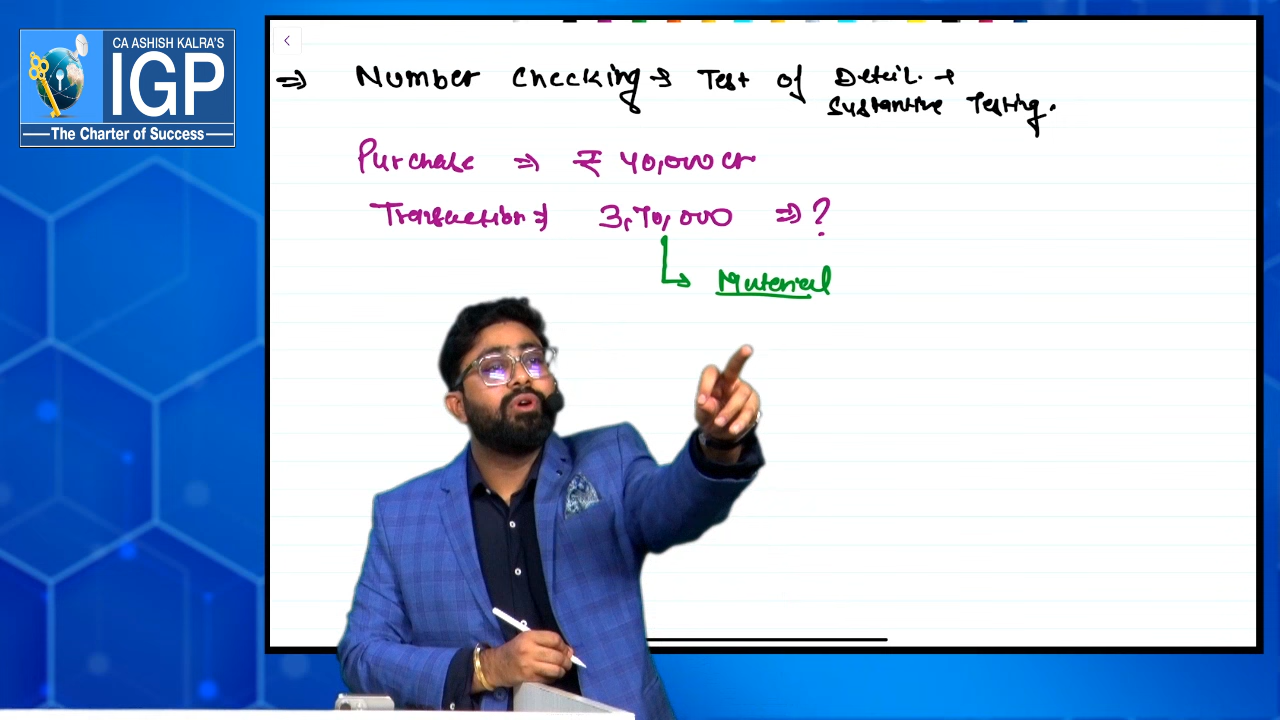 CA ASHISH KALRA'S
IGP
The Charter of Success
⇒ Number Checking → Test of Detail. →
Substantive Testing.
Purchase ⇒ ₹ 40,000 cr
Transaction ⇒ 3,70,000 ⇒ ?
Material